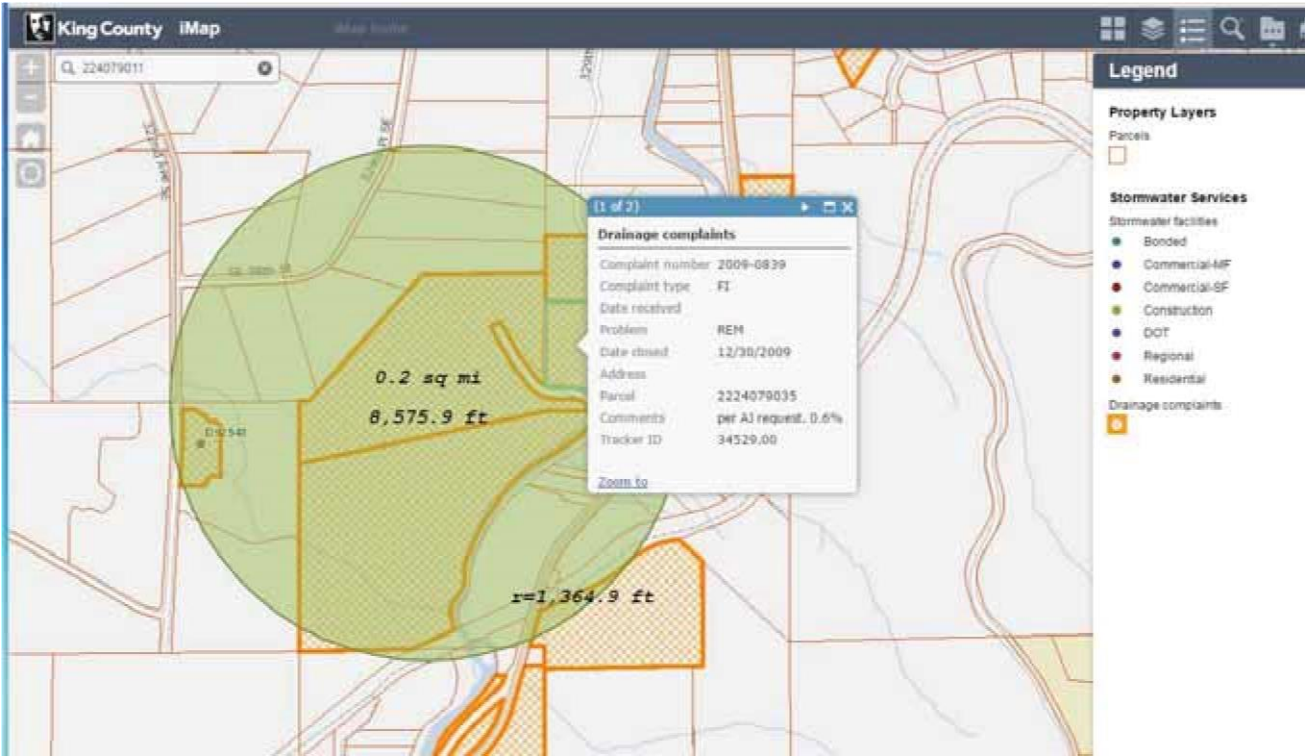 King County iMap
224079011
Legend
Property Layers
Parcels
Stormwater Services
Stormwater facilities
Bonded
Commercial-MF
Commercial-SF
Construction
DOT
Regional
Residential
Drainage complaints
(1 of 2)
Drainage complaints
Complaint number 2009-0839
Complaint type FI
Date received
Problem REM
Date closed 12/30/2009
Address
Parcel 2224079035
Comments per AJ request. 0.6%
Tracker ID 34529.00
Zoom to
0.2 sq mi
8,575.9 ft
r=1,364.9 ft